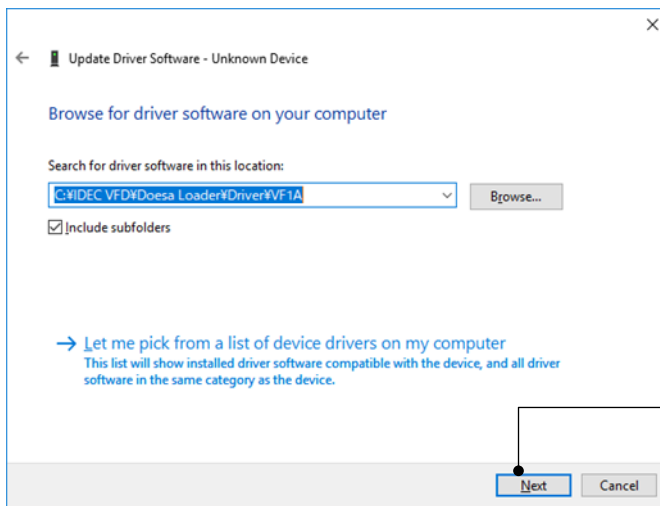 Update Driver Software - Unknown Device
Browse for driver software on your computer
Search for driver software in this location:
C:¥IDEC VFD¥Doesa Loader¥Driver¥VF1A
Browse...
Include subfolders
Let me pick from a list of device drivers on my computer
This list will show installed driver software compatible with the device, and all driver
software in the same category as the device.
Next
Cancel